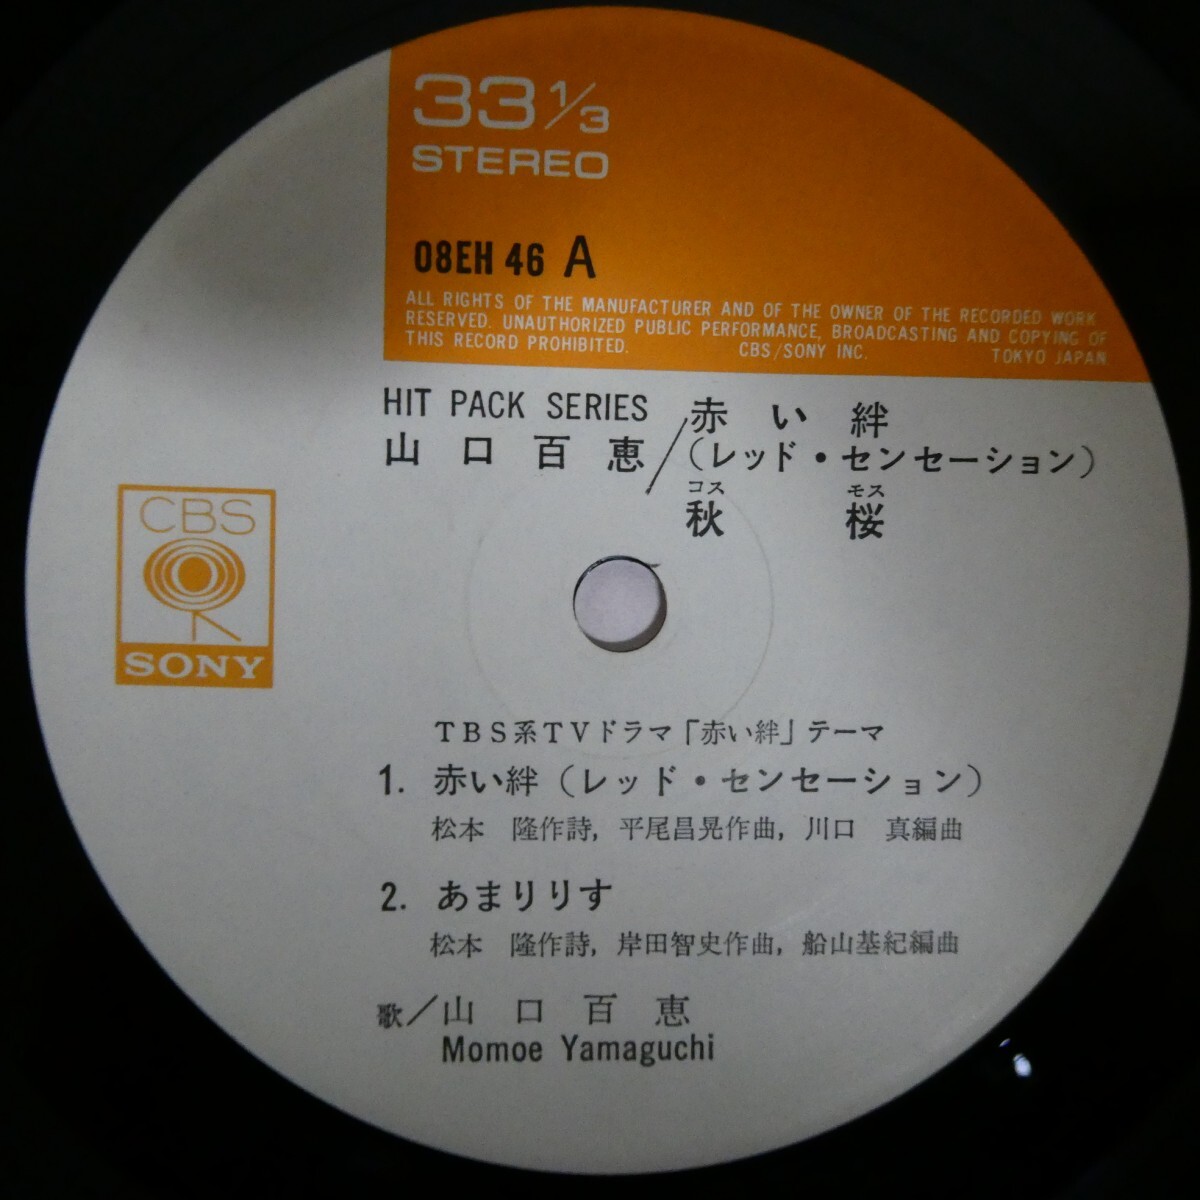 33 1/3
STEREO
08EH 46 A
ALL RIGHTS OF THE MANUFACTURER AND OF THE OWNER OF THE RECORDED WORK
RESERVED. UNAUTHORIZED PUBLIC PERFORMANCE, BROADCASTING AND COPYING OF
THIS RECORD PROHIBITED. CBS/SONY INC. TOKYO JAPAN
HIT PACK SERIES
山口百恵/赤い絆
(レッド・センセーション)
コス モス
秋桜
CBS
SONY
TBS系TVドラマ「赤い絆」テーマ
1. 赤い絆(レッド・センセーション)
松本 隆作詩, 平尾昌晃作曲, 川口 真編曲
2. あまりりす
松本 隆作詩, 岸田智史作曲, 船山基紀編曲
歌/山口百恵
Momoe Yamaguchi